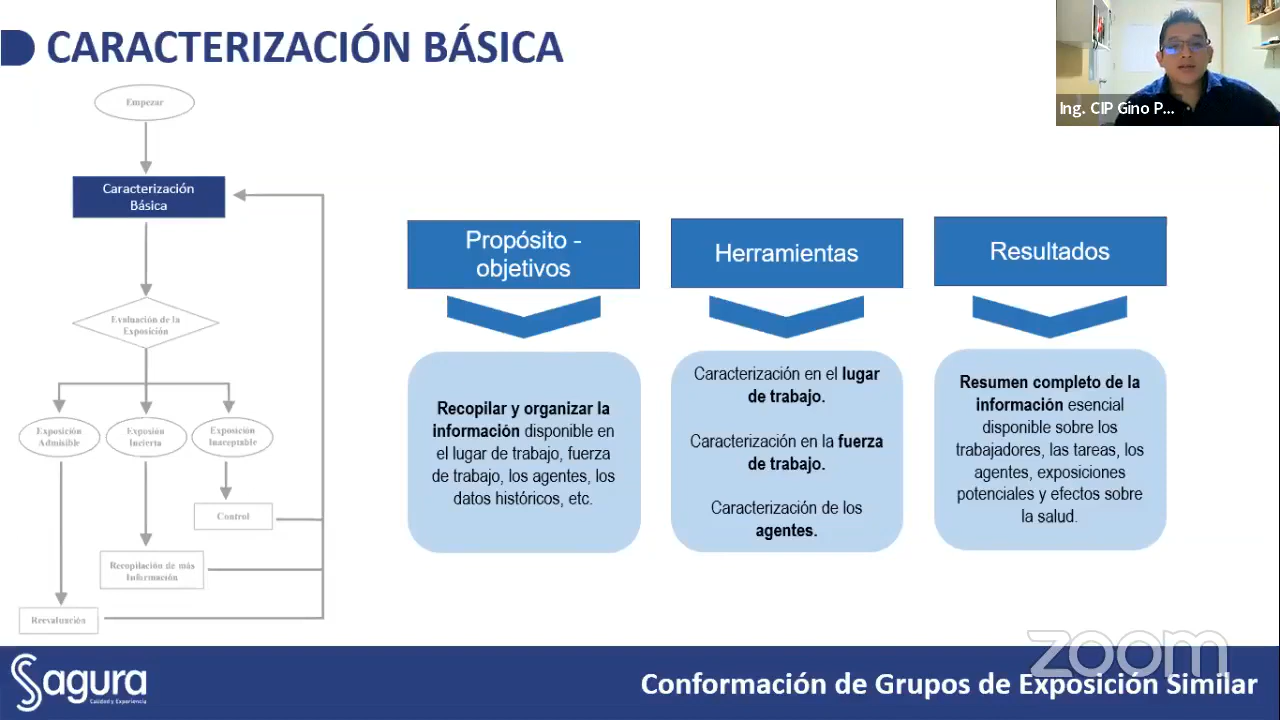 CARACTERIZACIÓN BÁSICA
Ing. CIP Gino P...
Empezar
Caracterización
Básica
Evaluación de la
Exposición
Exposición
Admisible
Exposión
Incierta
Exposición
Inaceptable
Control
Recopilación de más
Información
Reevaluación
Propósito -
objetivos
Recopilar y organizar la
información disponible en
el lugar de trabajo, fuerza
de trabajo, los agentes, los
datos históricos, etc.
Herramientas
Caracterización en el lugar
de trabajo.
Caracterización en la fuerza
de trabajo.
Caracterización de los
agentes.
Resultados
Resumen completo de la
información esencial
disponible sobre los
trabajadores, las tareas, los
agentes, exposiciones
potenciales y efectos sobre
la salud.
zoom
Sagura
Calidad y Experiencia
Conformación de Grupos de Exposición Similar